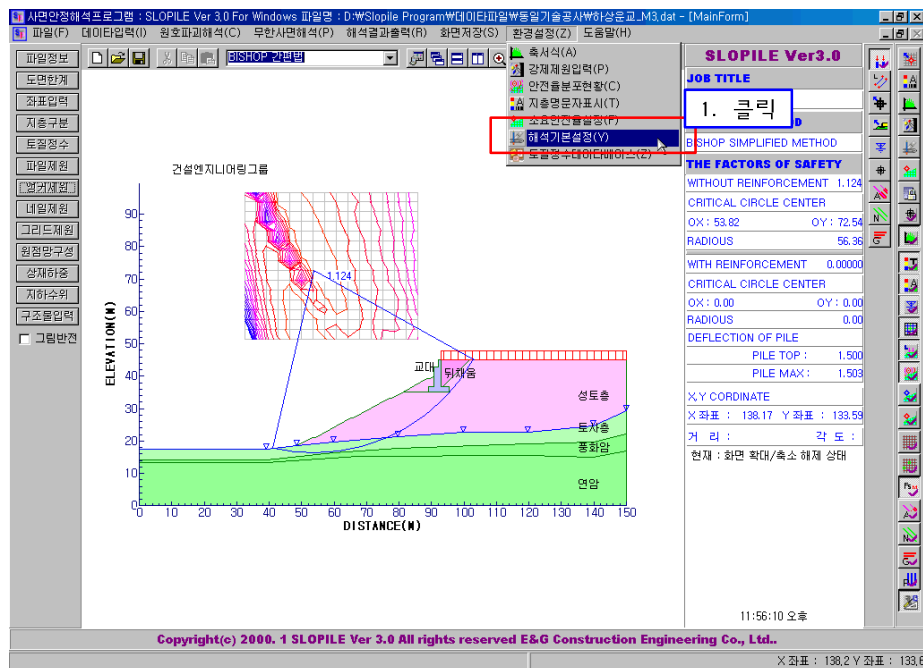 사면안정해석프로그램 : SLOPILE Ver 3.0 For Windows 파일명 : D:₩Slopile Program₩데이타파일₩동일기술공사₩하상운교_M3.dat - [MainForm]
파일(F) 데이타입력(I) 원호파괴해석(C) 무한사면해석(P) 해석결과출력(R) 화면저장(S) 환경설정(Z) 도움말(H)
BISHOP 간편법
파일정보
도면한계
좌표입력
지층구분
토질정수
파일제원
앵커제원
네일제원
그리드제원
원점망구성
상재하중
지하수위
구조물입력
그림반전
축서식(A)
강제제원입력(P)
안전율분포현황(C)
지층명문자표시(T)
소요안전율설정(F)
해석기본설정(Y)
토질정수데이타베이스(Z)
1. 클릭
건설엔지니어링그룹
1.124
교대
뒤채움
성토층
토사층
풍화암
연암
ELEVATION(M)
90
80
70
60
50
40
30
20
10
0
0 10 20 30 40 50 60 70 80 90 100 110 120 130 140 150
DISTANCE(M)
SLOPILE Ver3.0
JOB TITLE
D
BISHOP SIMPLIFIED METHOD
THE FACTORS OF SAFETY
WITHOUT REINFORCEMENT 1.124
CRITICAL CIRCLE CENTER
OX : 53.82 OY : 72.54
RADIOUS 56.36
WITH REINFORCEMENT 0.00000
CRITICAL CIRCLE CENTER
OX : 0.00 OY : 0.00
RADIOUS 0.00
DEFLECTION OF PILE
PILE TOP : 1.500
PILE MAX : 1.503
X,Y CORDINATE
X 좌표 : 138.17 Y 좌표 : 133.59
거 리 : 각 도 :
현재 : 화면 확대/축소 해제 상태
11:56:10 오후
Copyright(c) 2000. 1 SLOPILE Ver 3.0 All rights reserved E&G Construction Engineering Co., Ltd..
X 좌표 : 138.2 Y 좌표 : 133.6